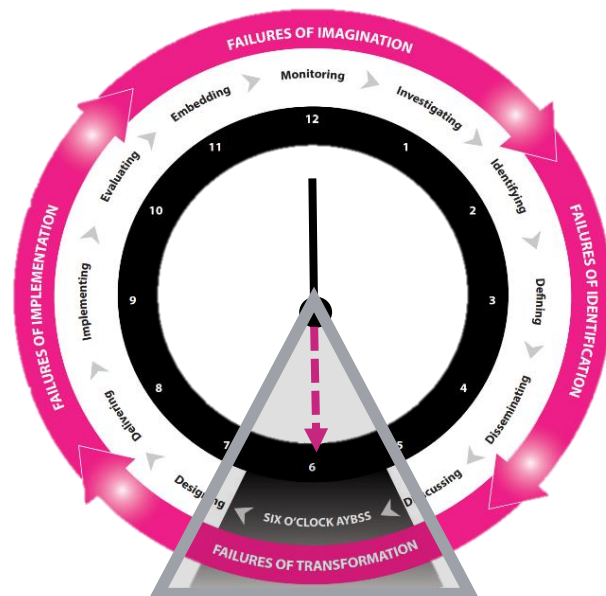 FAILURES OF IMAGINATION
FAILURES OF IDENTIFICATION
FAILURES OF TRANSFORMATION
FAILURES OF IMPLEMENTATION
Monitoring
Investigating
Identifying
Defining
Disseminating
Discussing
SIX O'CLOCK AYBSS
Designing
Delivering
Implementing
Evaluating
Embedding
12
1
2
3
4
5
6
7
8
9
10
11